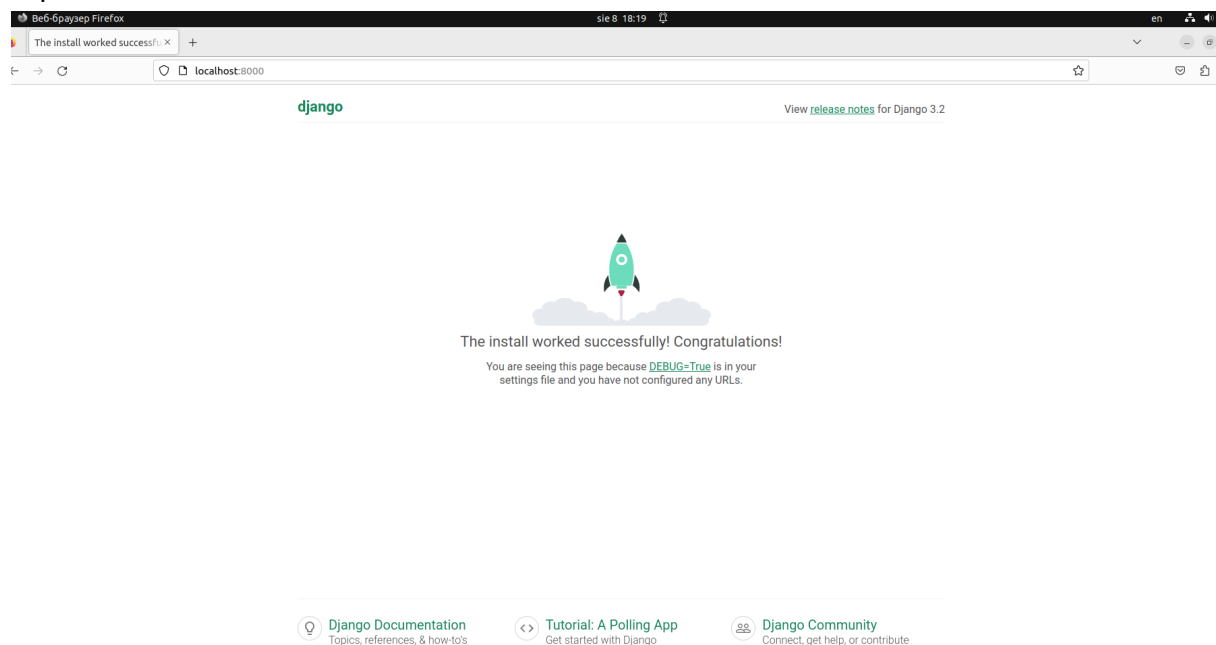 Веб-браузер Firefox sie 8 18:19 en
The install worked successfu
localhost:8000
django View release notes for Django 3.2
The install worked successfully! Congratulations!
You are seeing this page because DEBUG=True is in your
settings file and you have not configured any URLs.
Django Documentation Tutorial: A Polling App Django Community
Topics, references, & how-to's Get started with Django Connect, get help, or contribute